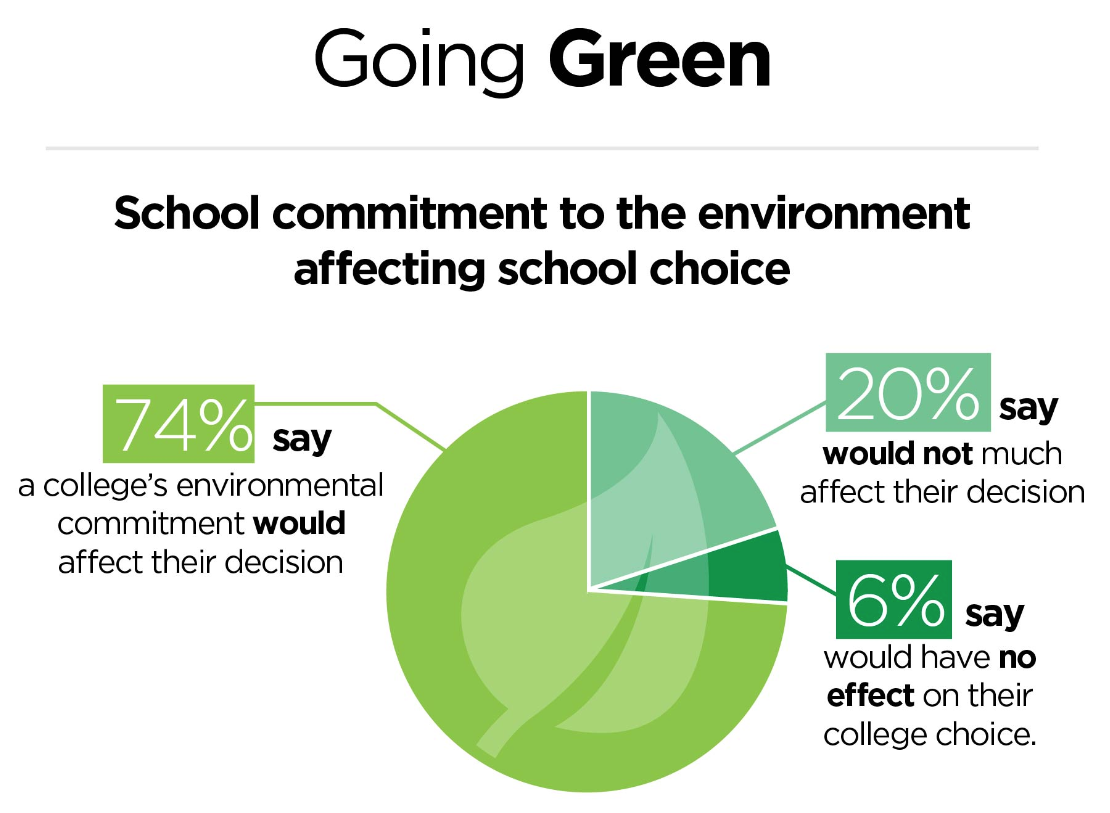 Going Green
School commitment to the environment
affecting school choice
74% say
a college's environmental
commitment would
affect their decision
20% say
would not much
affect their decision
6% say
would have no
effect on their
college choice.